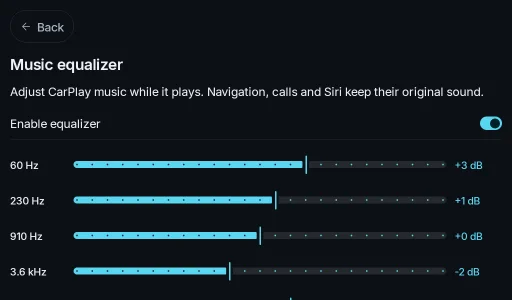 ← Back
Music equalizer
Adjust CarPlay music while it plays. Navigation, calls and Siri keep their original sound.
Enable equalizer
60 Hz +3 dB
230 Hz +1 dB
910 Hz +0 dB
3.6 kHz -2 dB